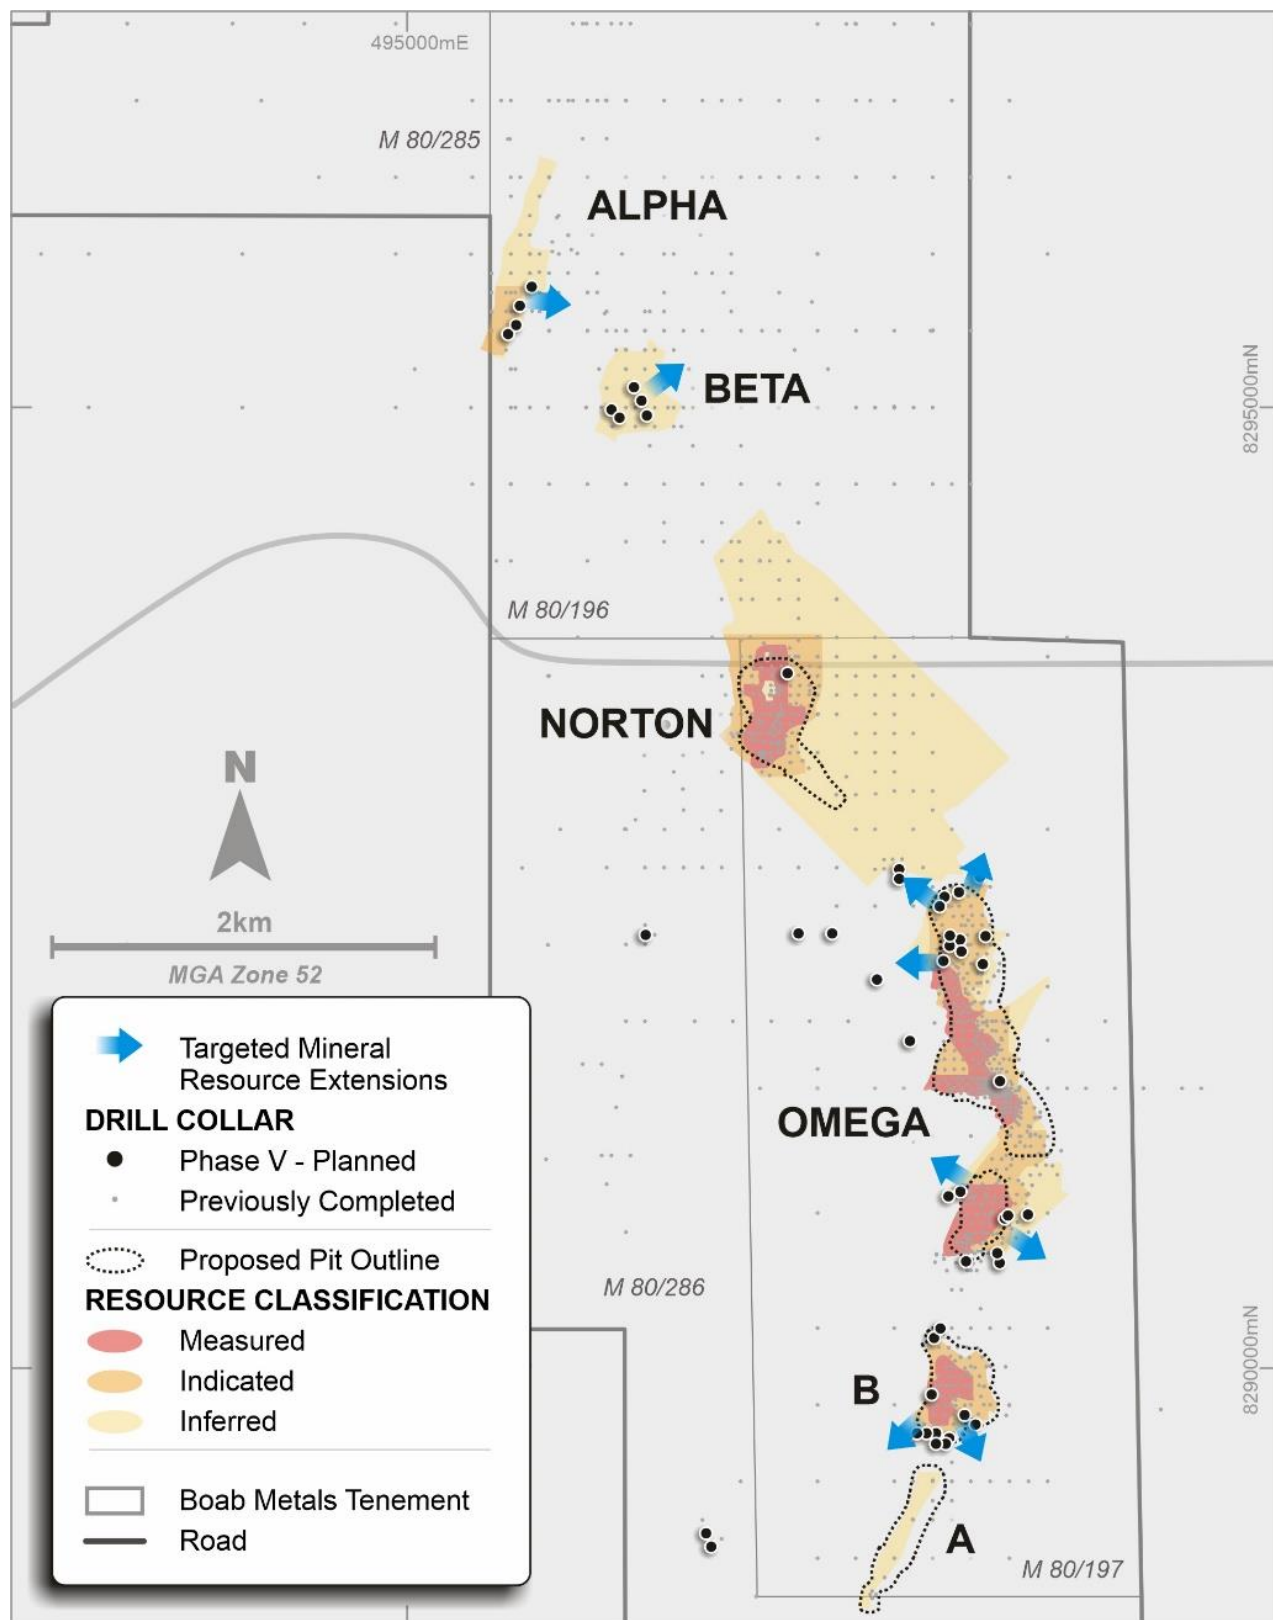 495000mE
M 80/285
ALPHA
8295000mN
BETA
M 80/196
NORTON
N
2km
MGA Zone 52
OMEGA
M 80/286
8290000mN
B
A
M 80/197
Targeted Mineral
Resource Extensions
DRILL COLLAR
Phase V - Planned
Previously Completed
Proposed Pit Outline
RESOURCE CLASSIFICATION
Measured
Indicated
Inferred
Boab Metals Tenement
Road